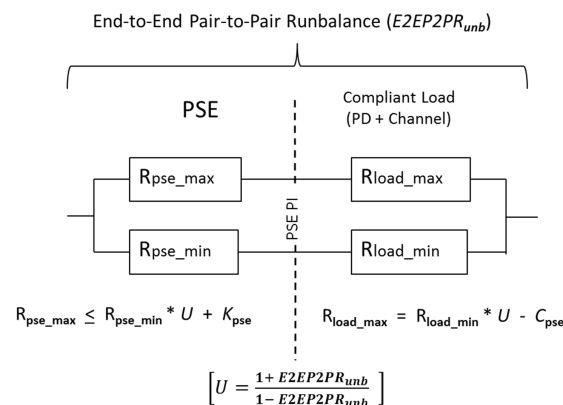 End-to-End Pair-to-Pair Runbalance (E2EP2PRunb)
PSE
Compliant Load
(PD + Channel)
Rpse_max
Rload_max
PSE PI
Rpse_min
Rload_min
Rpse_max ≤ Rpse_min * U + Kpse
Rload_max = Rload_min * U - Cpse
[U = 1+ E2EP2PRunb / 1- E2EP2PRunb ]